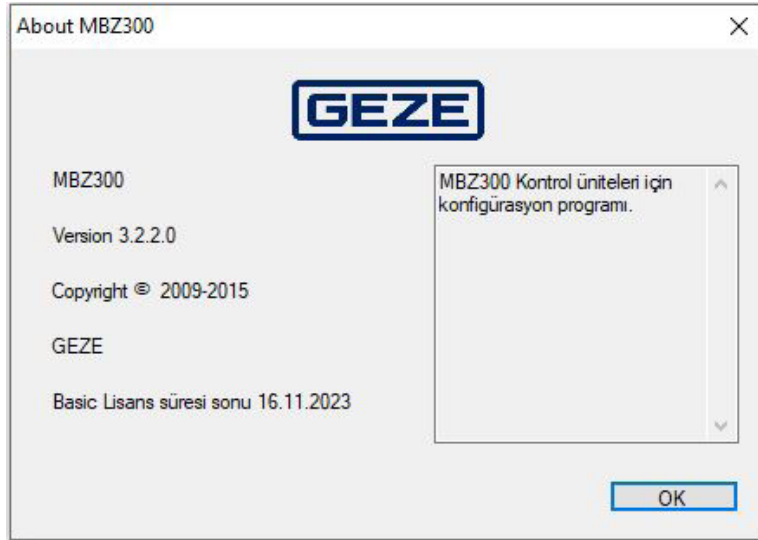 About MBZ300
GEZE
MBZ300
Version 3.2.2.0
Copyright © 2009-2015
GEZE
Basic Lisans süresi sonu 16.11.2023
MBZ300 Kontrol üniteleri için
konfigürasyon programı.
OK